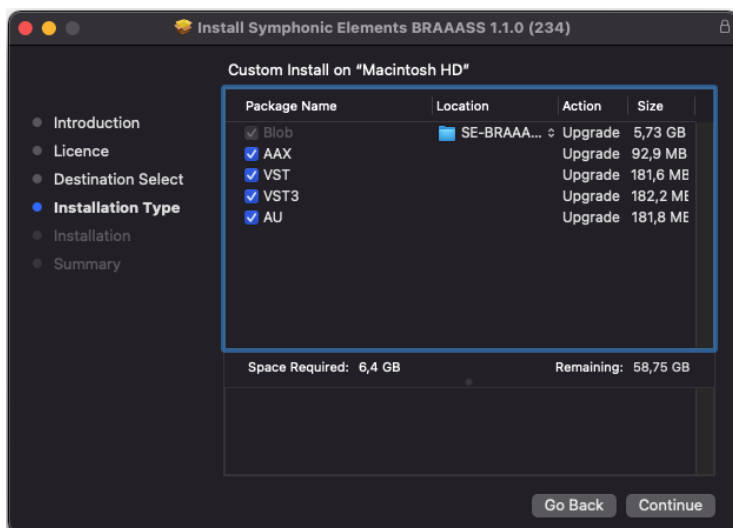 Install Symphonic Elements BRAAASS 1.1.0 (234)
Custom Install on “Macintosh HD”
Introduction
Licence
Destination Select
Installation Type
Installation
Summary
Package Name Location Action Size
Blob SE-BRAAA... Upgrade 5,73 GB
AAX Upgrade 92,9 MB
VST Upgrade 181,6 MB
VST3 Upgrade 182,2 MB
AU Upgrade 181,8 MB
Space Required: 6,4 GB Remaining: 58,75 GB
Go Back Continue